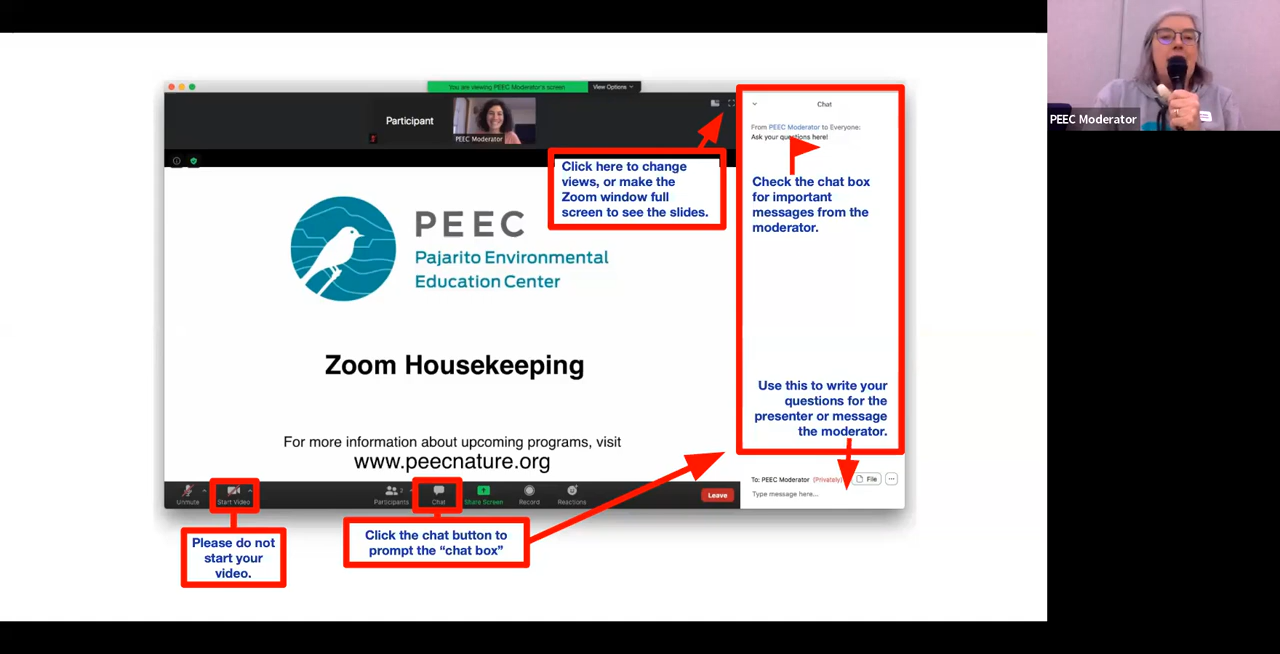 You are viewing PEEC Moderator's screen
View Options
Participant
PEEC Moderator
Chat
From PEEC Moderator to Everyone:
Ask your questions here!
Click here to change
views, or make the
Zoom window full
screen to see the slides.
Check the chat box
for important
messages from the
moderator.
PEEC
Pajarito Environmental
Education Center
Zoom Housekeeping
For more information about upcoming programs, visit
www.peecnature.org
Use this to write your
questions for the
presenter or message
the moderator.
To: PEEC Moderator (Privately)
File
Type message here...
Unmute
Start Video
Participants
2
Chat
Share Screen
Record
Reactions
Leave
Please do not
start your
video.
Click the chat button to
prompt the “chat box”
PEEC Moderator